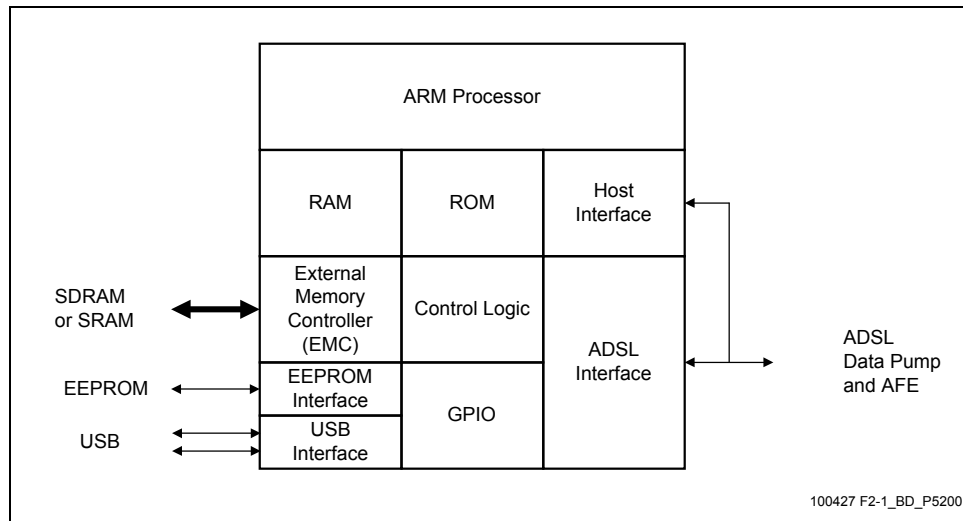 ARM Processor
RAM
ROM
Host
Interface
SDRAM
or SRAM
External
Memory
Controller
(EMC)
Control Logic
ADSL
Interface
ADSL
Data Pump
and AFE
EEPROM
EEPROM
Interface
GPIO
USB
USB
Interface
100427 F2-1_BD_P5200